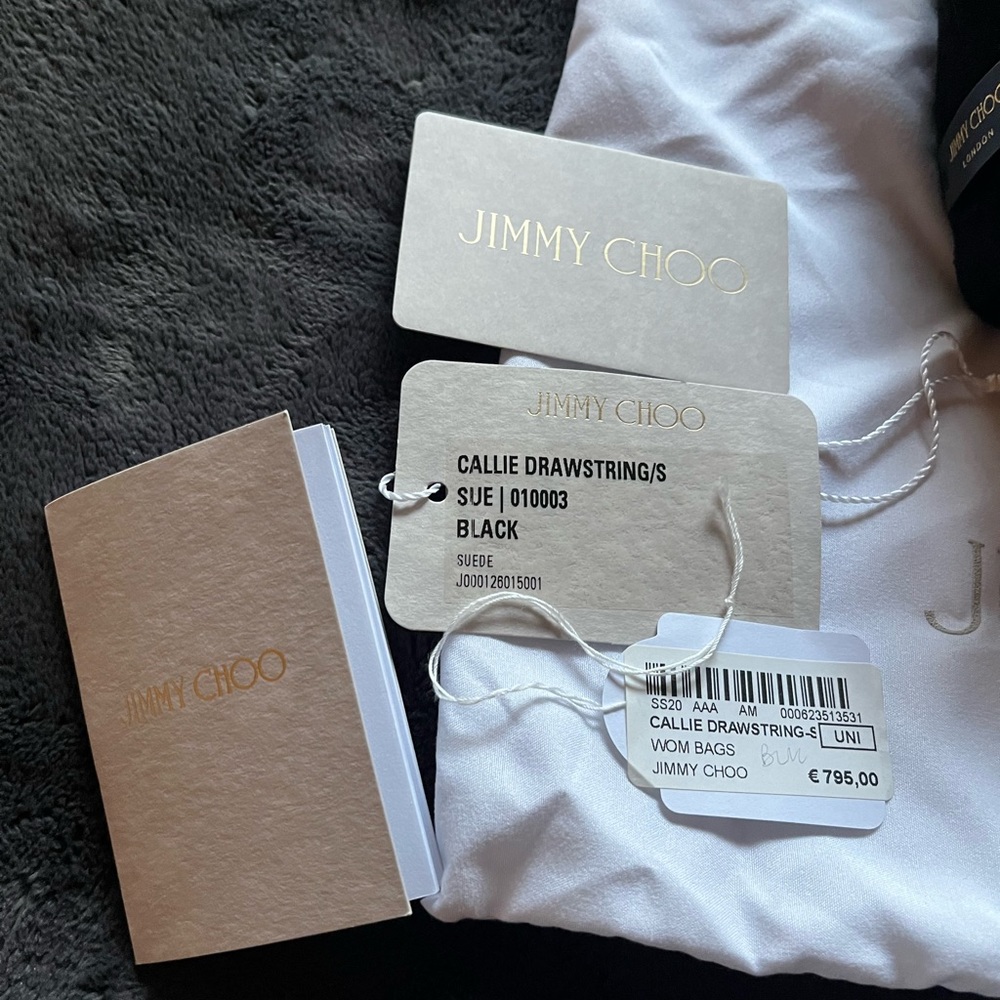 JIMMY CHOO
LONDON
JIMMY CHOO
JIMMY CHOO
CALLIE DRAWSTRING/S
SUE | 010003
BLACK
SUEDE
J000126015001
JIMMY CHOO
J
SS20 AAA AM 000623513531
CALLIE DRAWSTRING-S
UNI
WOM BAGS
JIMMY CHOO
€ 795,00